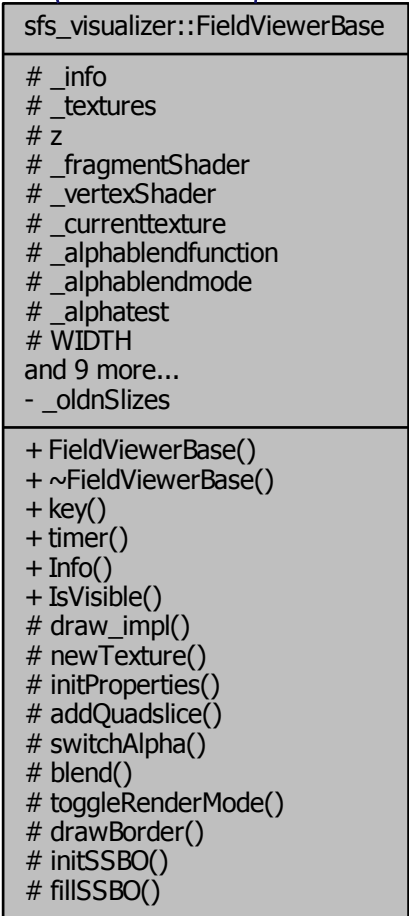 sfs_visualizer::FieldViewerBase
# _info
# _textures
# z
# _fragmentShader
# _vertexShader
# _currenttexture
# _alphablendfunction
# _alphablendmode
# _alphatest
# WIDTH
and 9 more...
- _oldnSlizes
+ FieldViewerBase()
+ ~FieldViewerBase()
+ key()
+ timer()
+ Info()
+ IsVisible()
# draw_impl()
# newTexture()
# initProperties()
# addQuadslice()
# switchAlpha()
# blend()
# toggleRenderMode()
# drawBorder()
# initSSBO()
# fillSSBO()